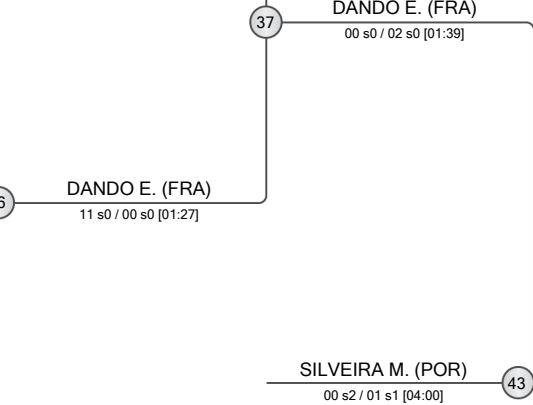 DANDO E. (FRA)
37
00 s0 / 02 s0 [01:39]
DANDO E. (FRA)
6
11 s0 / 00 s0 [01:27]
SILVEIRA M. (POR)
43
00 s2 / 01 s1 [04:00]